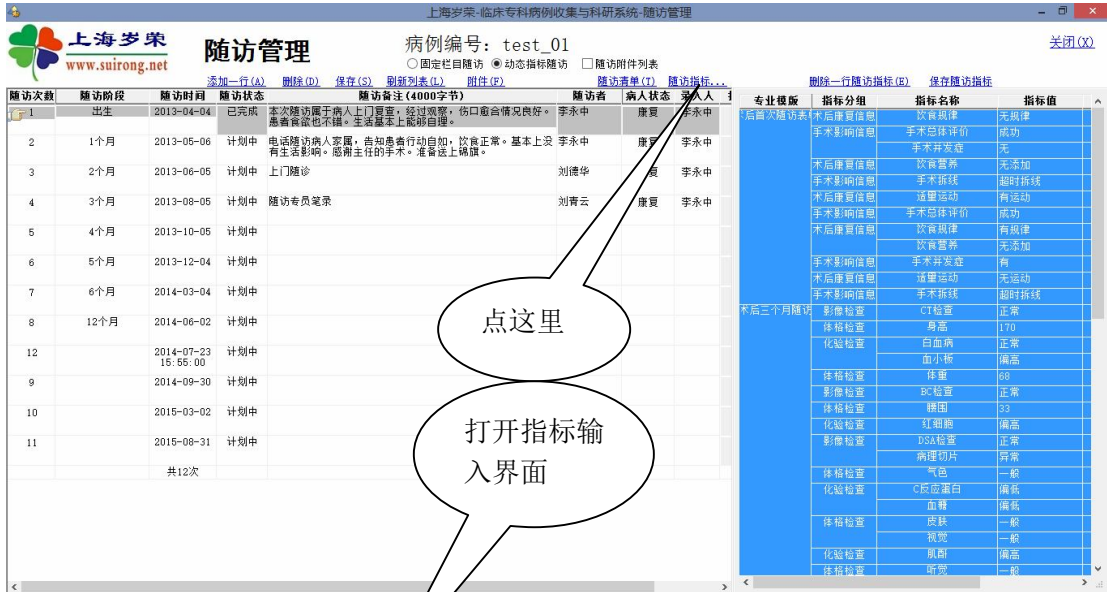 上海岁荣-临床专科病例收集与科研系统-随访管理
上海岁荣
www.suirong.net
随访管理
病例编号: test_01
固定栏目随访 动态指标随访 随访附件列表
关闭(X)
添加一行(A) 删除(D) 保存(S) 刷新列表(L) 附件(F) 随访清单(T) 随访指标... 删除一行随访指标(E) 保存随访指标
随访次数 随访阶段 随访时间 随访状态 随访备注(4000字节) 随访者 病人状态 录入人
1 出生 2013-04-04 已完成 本次随访属于病人上门复查，经过观察，伤口愈合情况良好。 李永中 康复 李永中
患者食欲也不错。生活基本上能够自理。
2 1个月 2013-05-06 计划中 电话随访病人家属，告知患者行动自如，饮食正常。基本上没 李永中 康复 李永中
有生活影响。感谢主任的手术。准备送上锦旗。
3 2个月 2013-06-05 计划中 上门随诊 刘德华 复 李永中
4 3个月 2013-08-05 计划中 随访专员笔录 刘青云 康复 李永中
5 4个月 2013-10-05 计划中
6 5个月 2013-12-04 计划中
7 6个月 2014-03-04 计划中
8 12个月 2014-06-02 计划中
12 2014-07-23 计划中
15:55:00
9 2014-09-30 计划中
10 2015-03-02 计划中
11 2015-08-31 计划中
共12次
点这里
打开指标输
入界面
专业模版 指标分组 指标名称 指标值
后首次随访表 术后康复信息 饮食规律 无规律
手术影响信息 手术总体评价 成功
手术并发症 无
术后康复信息 饮食营养 无添加
手术影响信息 手术拆线 超时拆线
术后康复信息 适量运动 有运动
手术影响信息 手术总体评价 成功
术后康复信息 饮食规律 有规律
饮食营养 无添加
手术影响信息 手术并发症 有
术后康复信息 适量运动 无运动
手术影响信息 手术拆线 超时拆线
术后三个月随访 影像检查 CT检查 正常
体格检查 身高 170
化验检查 白血病 正常
血小板 偏高
体格检查 体重 68
影像检查 BC检查 正常
体格检查 腰围 33
化验检查 红细胞 偏高
影像检查 DSA检查 正常
病理切片 异常
体格检查 气色 一般
化验检查 C反应蛋白 偏低
血糖 偏低
体格检查 皮肤 一般
视觉 一般
化验检查 肌酐 偏高
体格检查 听觉 一般